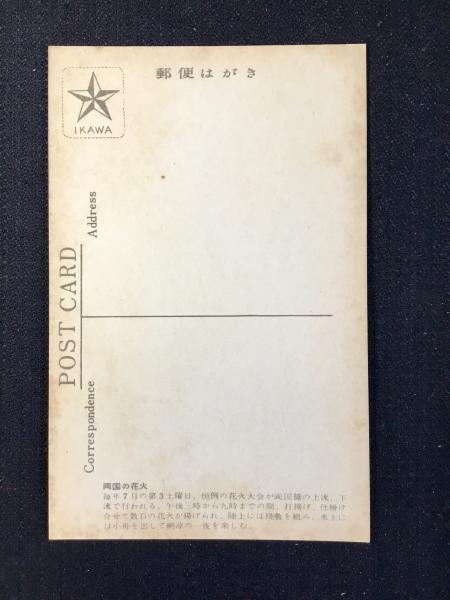 郵便はがき
IKAWA
POST CARD
Address
Correspondence
両国の花火
毎年7月の第3土曜日、恒例の花火大会が両国橋の上流、下
流で行われる。午後三時から九時までの間、打揚げ、仕掛け
合せて数百の花火が揚げられ、陸上には桟敷を組み、水上に
は小舟を出して納涼の一夜を楽しむ。